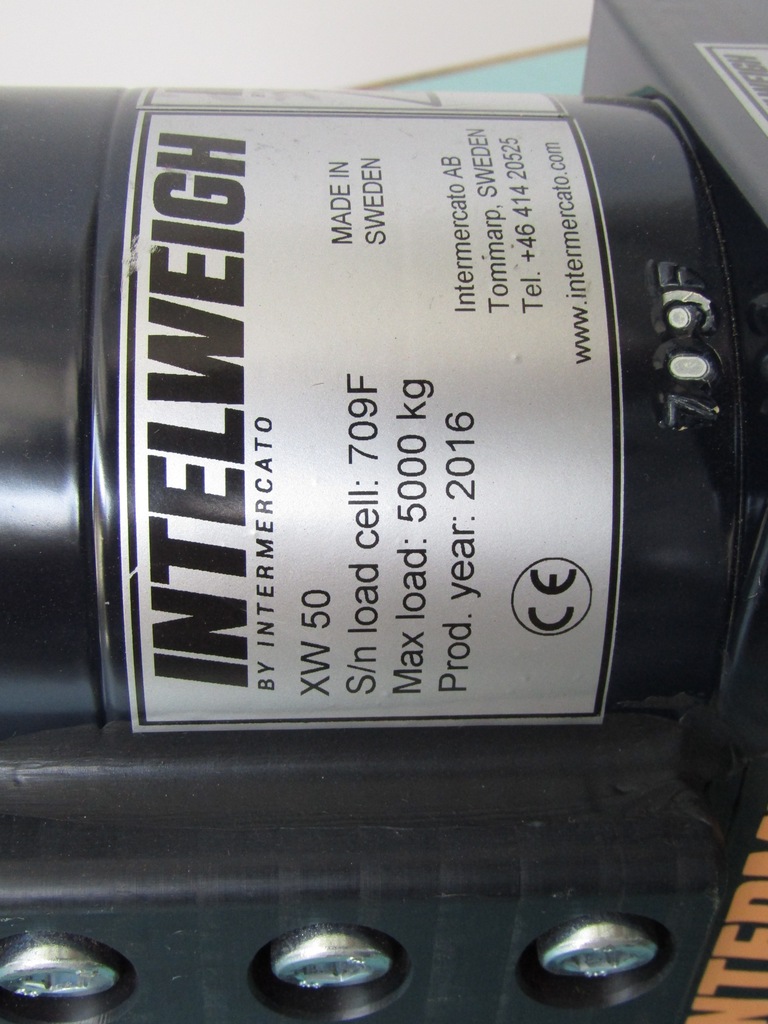 INTELWEIGH
BY INTERMERCATO
XW 50
S/n load cell: 709F
Max load: 5000 kg
Prod. year: 2016
CE
MADE IN
SWEDEN
Intermercato AB
Tommarp, SWEDEN
Tel. +46 414 20525
www.intermercato.com
709F